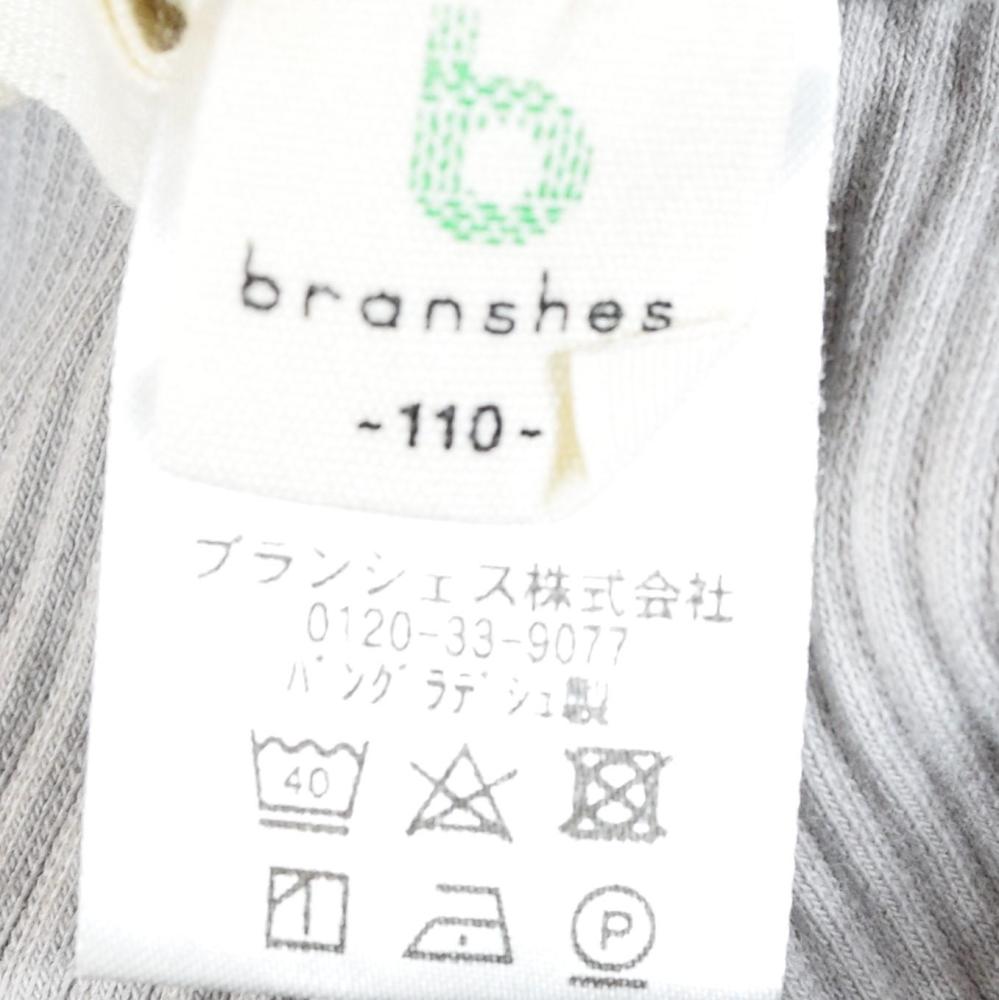 b
branshes
~110~
ブランシェス株式会社
0120-33-9077
バングラデシュ製
40
P